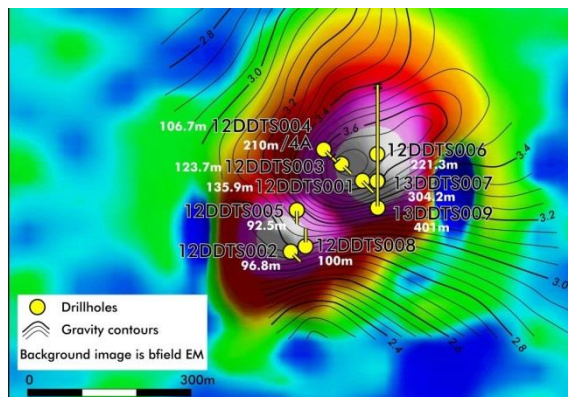 2.8
3.0
3.2
3.4
106.7m 12DDTS004
210m /4A
3.6
12DDTS006
221.3m
3.4
123.7m 12DDTS003
135.9m 12DDTS001
13DDTS007
304.2m
12DDTS005
92.5m
13DDTS009
401m
3.2
12DDTS002
96.8m
12DDTS008
100m
3.0
2.8
2.6
2.4
Drillholes
Gravity contours
Background image is bfield EM
0 300m